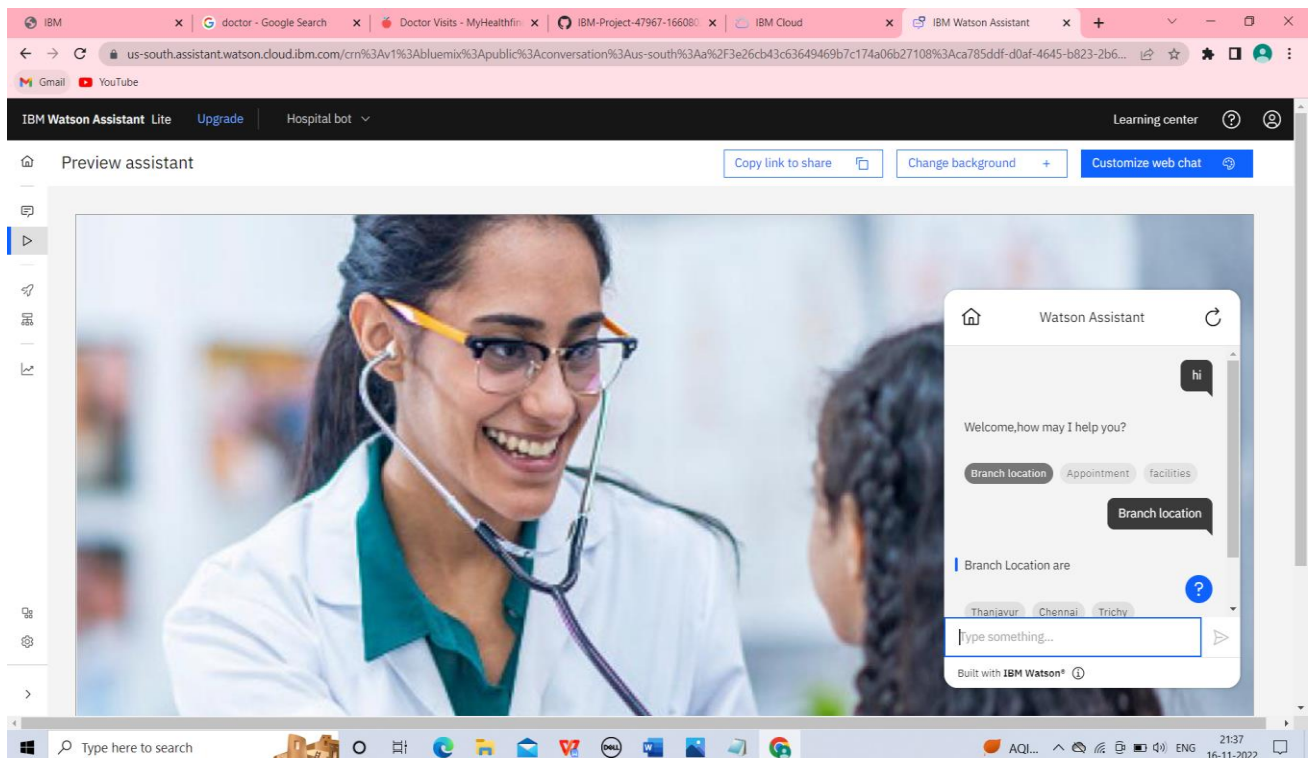 IBM
doctor - Google Search
Doctor Visits - MyHealthfin
IBM-Project-47967-166080
IBM Cloud
IBM Watson Assistant
us-south.assistant.watson.cloud.ibm.com/crn%3Av1%3Abluemix%3Apublic%3Aconversation%3Aus-south%3Aa%2F3e26cb43c63649469b7c174a06b27108%3Aca785ddf-d0af-4645-b823-2b6...
Gmail YouTube
IBM Watson Assistant Lite Upgrade Hospital bot Learning center
Preview assistant Copy link to share Change background + Customize web chat
Watson Assistant
hi
Welcome,how may I help you?
Branch location Appointment facilities
Branch location
Branch Location are
?
Thanjavur Chennai Trichy
Type something...
Built with IBM Watson®
Type here to search DELL W AQI... ENG 21:37
16-11-2022